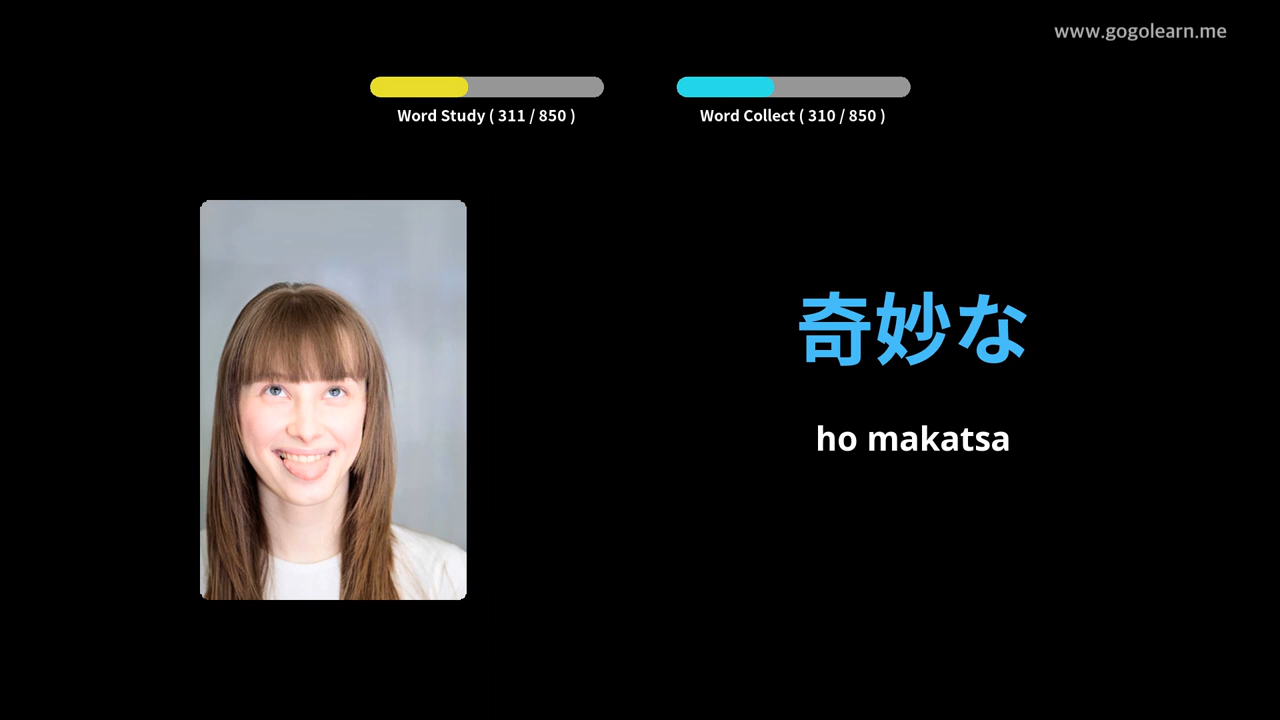 www.gogolearn.me
Word Study ( 311 / 850 )
Word Collect ( 310 / 850 )
奇妙な
ho makatsa